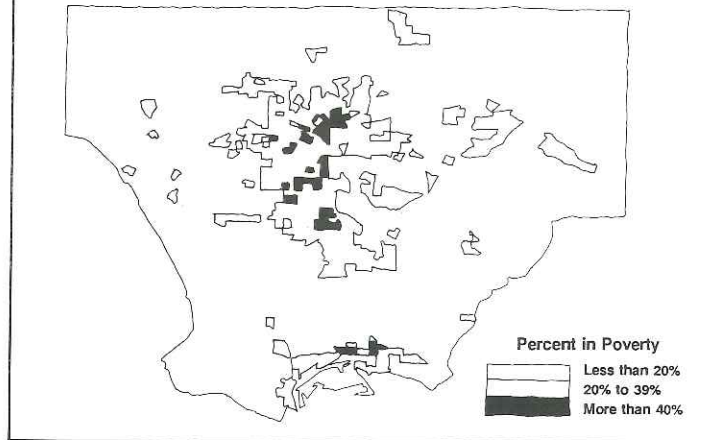 Percent in Poverty
Less than 20%
20% to 39%
More than 40%